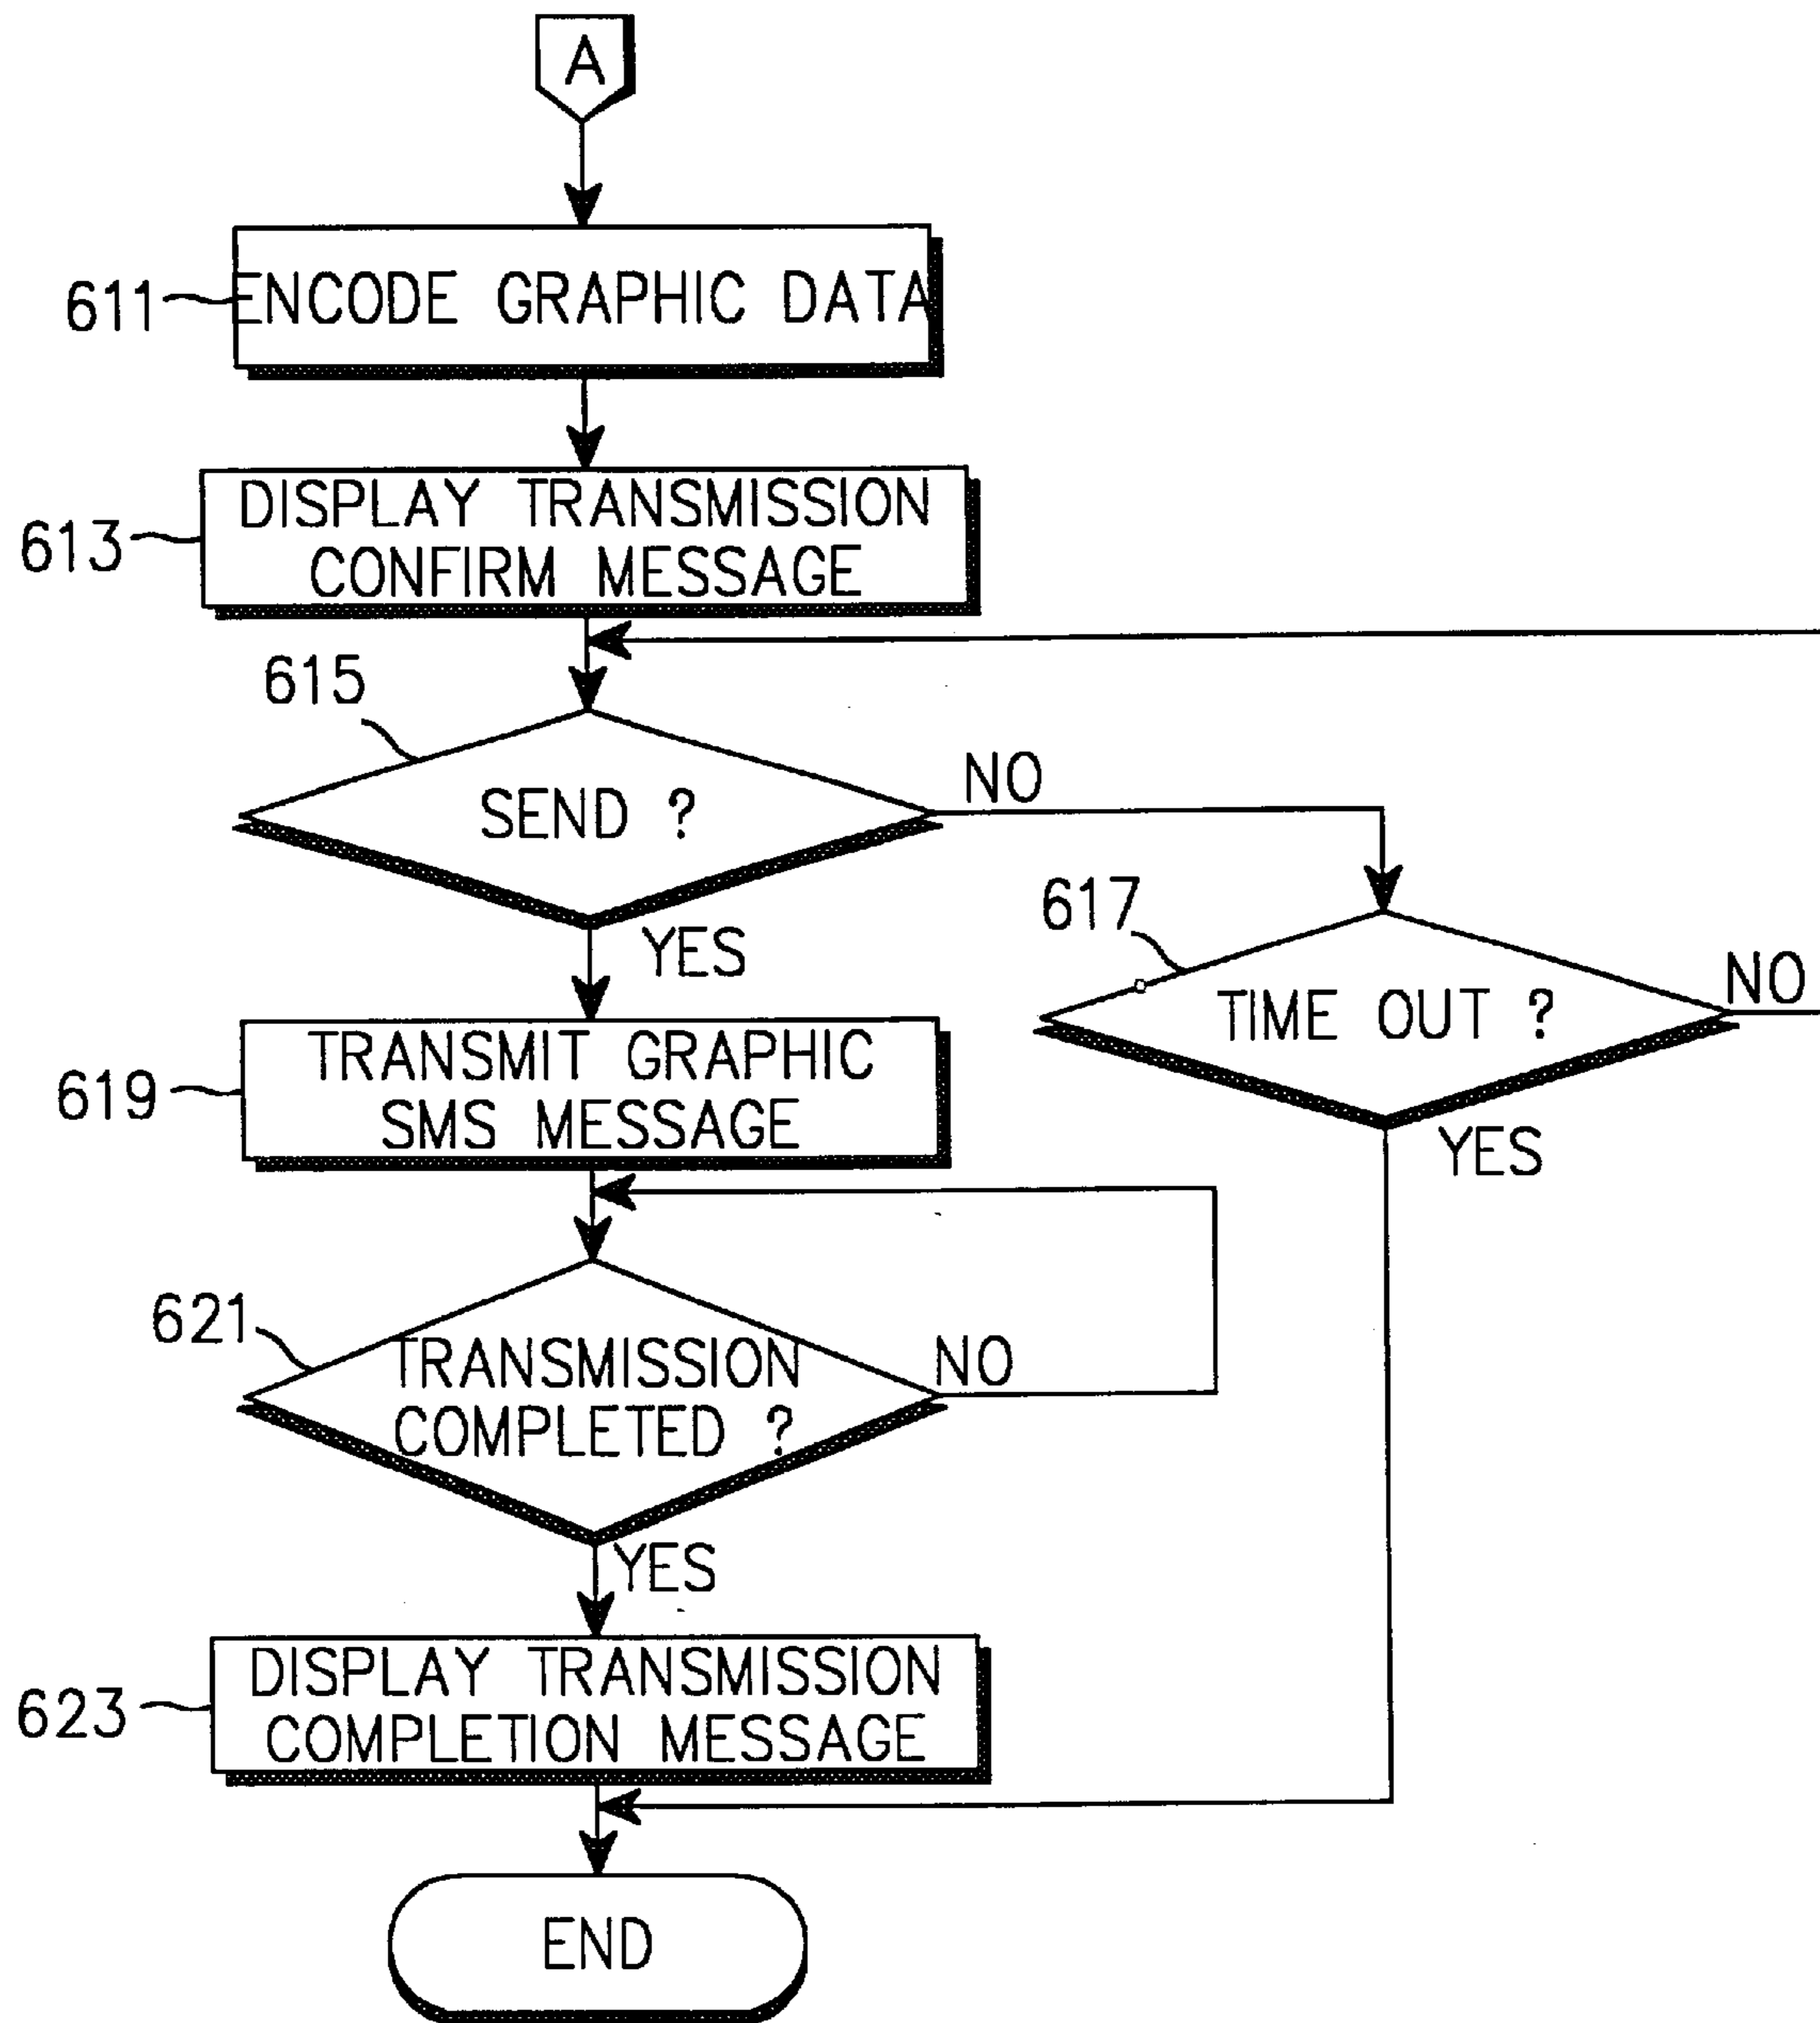 A
611
ENCODE GRAPHIC DATA
613
DISPLAY TRANSMISSION
CONFIRM MESSAGE
615
SEND ?
NO
YES
617
TIME OUT ?
NO
YES
619
TRANSMIT GRAPHIC
SMS MESSAGE
621
TRANSMISSION
COMPLETED ?
NO
YES
623
DISPLAY TRANSMISSION
COMPLETION MESSAGE
END